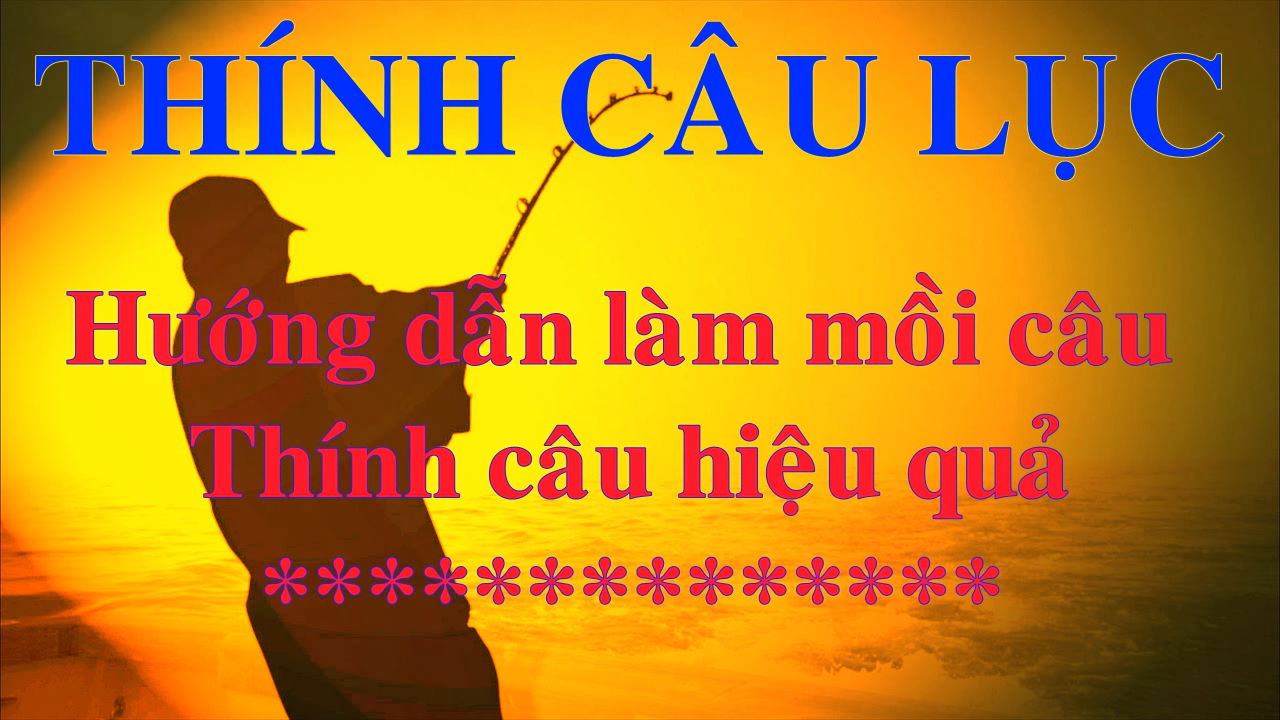 THÍNH CÂU LỤC
Hướng dẫn làm mồi câu
Thính câu hiệu quả
**************